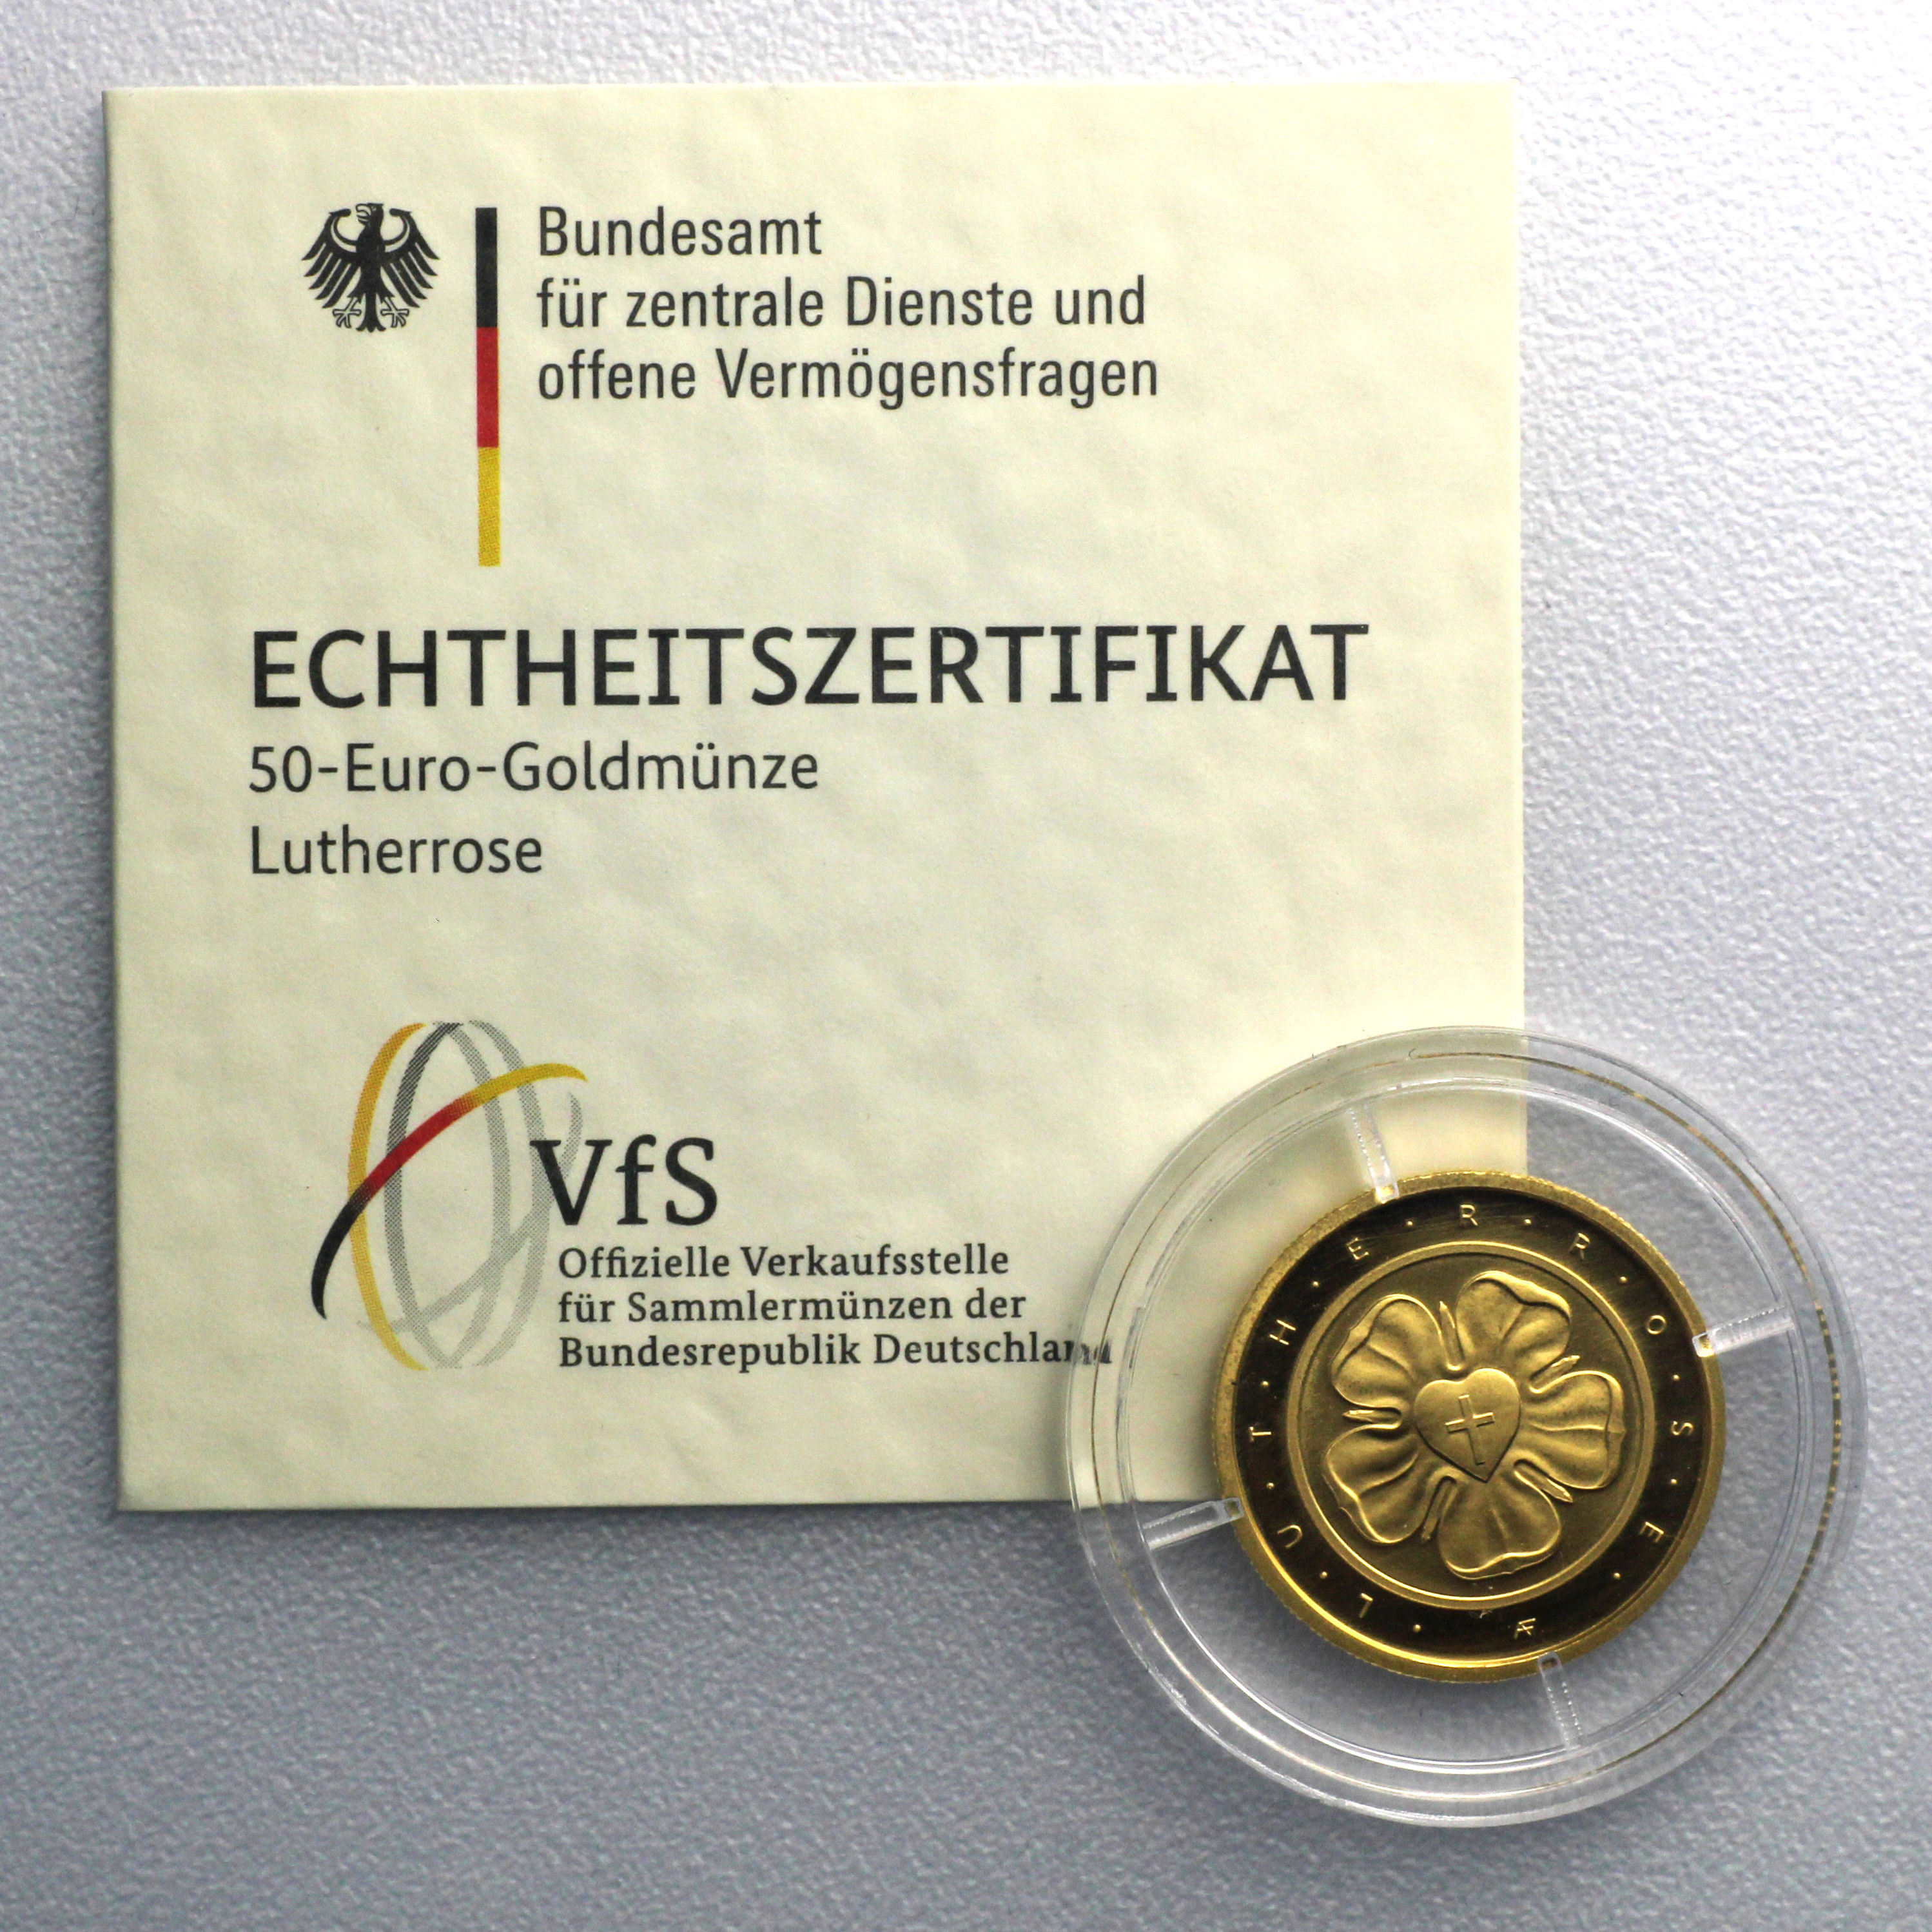 Bundesamt
für zentrale Dienste und
offene Vermögensfragen
ECHTHEITSZERTIFIKAT
50-Euro-Goldmünze
Lutherrose
VfS
Offizielle Verkaufsstelle
für Sammlermünzen der
Bundesrepublik Deutschland
L·U·T·H·E·R·R·O·S·E